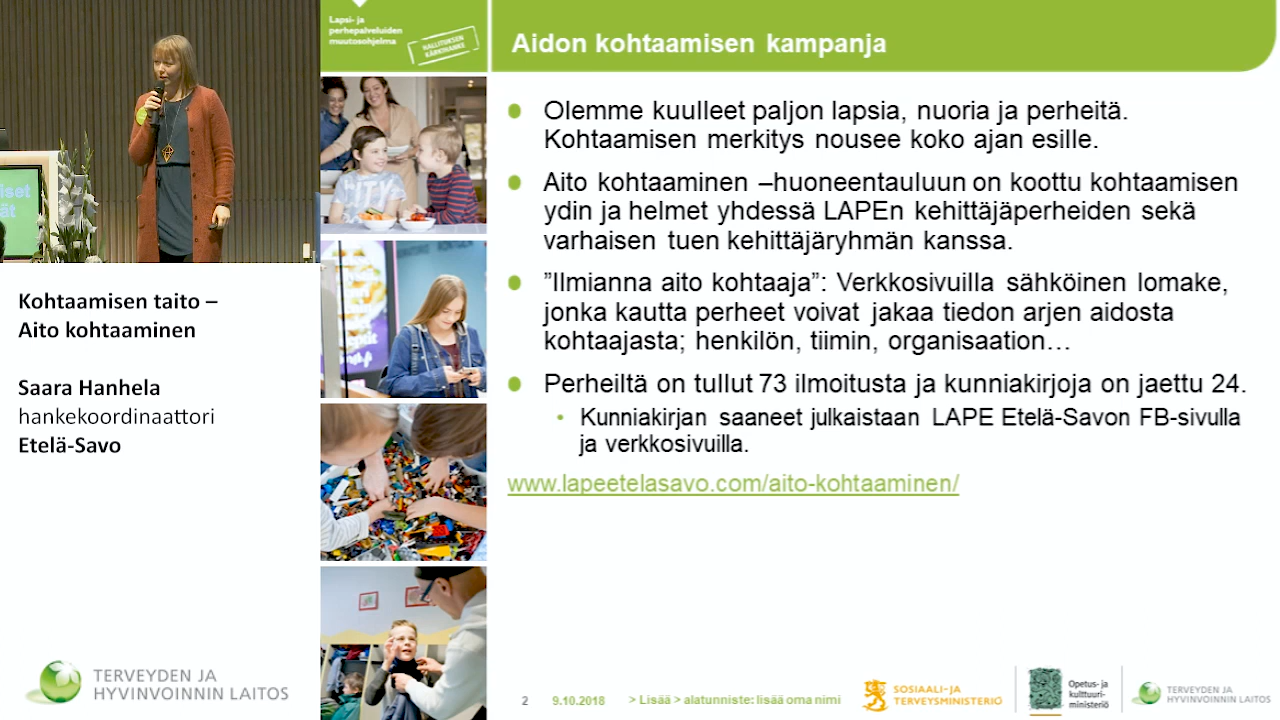 Lapsi- ja
perhepalveluiden
muutosohjelma
HALLITUKSEN
KÄRKIHANKE
Aidon kohtaamisen kampanja
Olemme kuulleet paljon lapsia, nuoria ja perheitä.
Kohtaamisen merkitys nousee koko ajan esille.
Aito kohtaaminen –huoneentauluun on koottu kohtaamisen
ydin ja helmet yhdessä LAPEn kehittäjäperheiden sekä
varhaisen tuen kehittäjäryhmän kanssa.
”Ilmianna aito kohtaaja”: Verkkosivuilla sähköinen lomake,
jonka kautta perheet voivat jakaa tiedon arjen aidosta
kohtaajasta; henkilön, tiimin, organisaation…
Perheiltä on tullut 73 ilmoitusta ja kunniakirjoja on jaettu 24.
Kunniakirjan saaneet julkaistaan LAPE Etelä-Savon FB-sivulla
ja verkkosivuilla.
www.lapeetelasavo.com/aito-kohtaaminen/
Kohtaamisen taito –
Aito kohtaaminen
Saara Hanhela
hankekoordinaattori
Etelä-Savo
TERVEYDEN JA
HYVINVOINNIN LAITOS
2 9.10.2018 > Lisää > alatunniste: lisää oma nimi
SOSIAALI- JA
TERVEYSMINISTERIÖ
Opetus- ja
kulttuuri-
ministeriö
TERVEYDEN JA
HYVINVOINNIN LAITOS